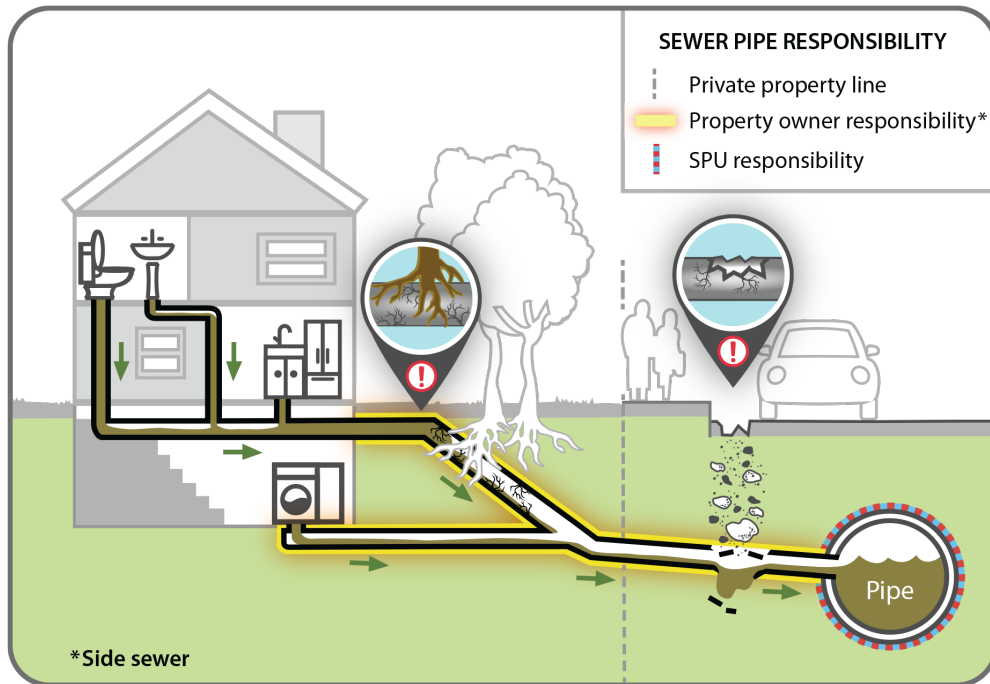 SEWER PIPE RESPONSIBILITY
Private property line
Property owner responsibility*
SPU responsibility
!
!
Pipe
*Side sewer